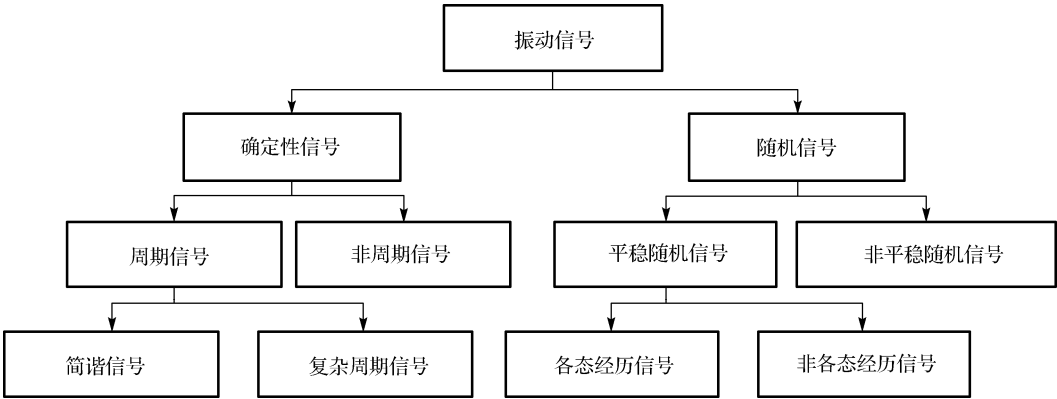 振动信号
确定性信号
随机信号
周期信号
非周期信号
平稳随机信号
非平稳随机信号
简谐信号
复杂周期信号
各态经历信号
非各态经历信号